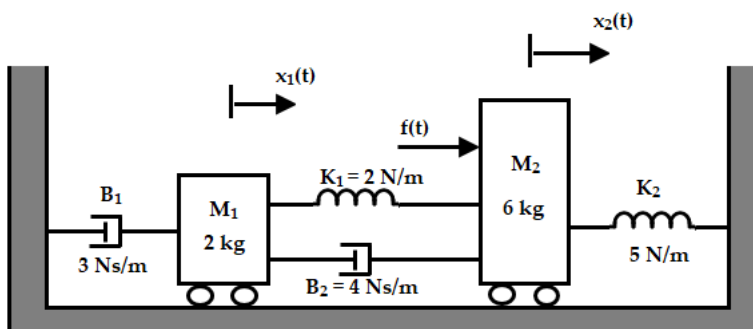 x₂(t)
x₁(t)
f(t)
B₁
3 Ns/m
M₁
2 kg
K₁ = 2 N/m
B₂ = 4 Ns/m
M₂
6 kg
K₂
5 N/m